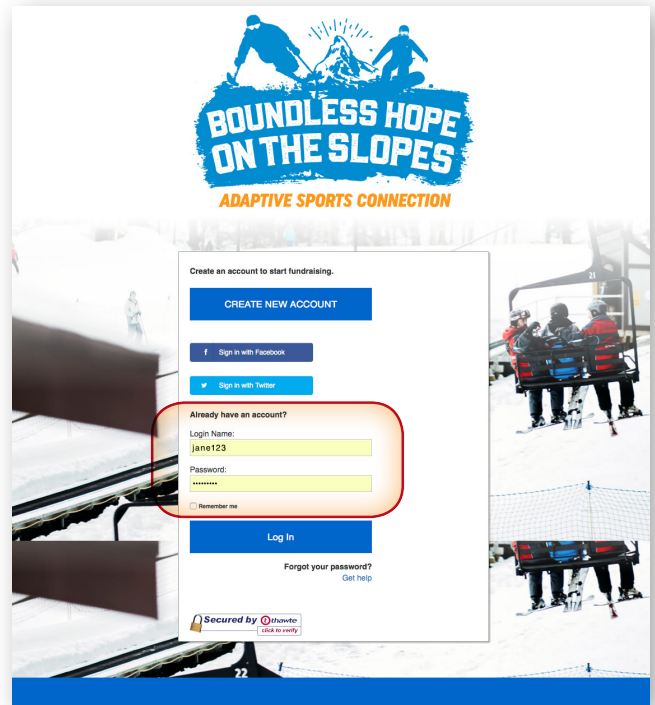 BOUNDLESS HOPE
ON THE SLOPES
ADAPTIVE SPORTS CONNECTION
21
Create an account to start fundraising.
CREATE NEW ACCOUNT
f Sign in with Facebook
Sign in with Twitter
Already have an account?
Login Name:
jane123
Password:
•••••••••
Remember me
Log In
Forgot your password?
Get help
Secured by thawte
click to verify
22